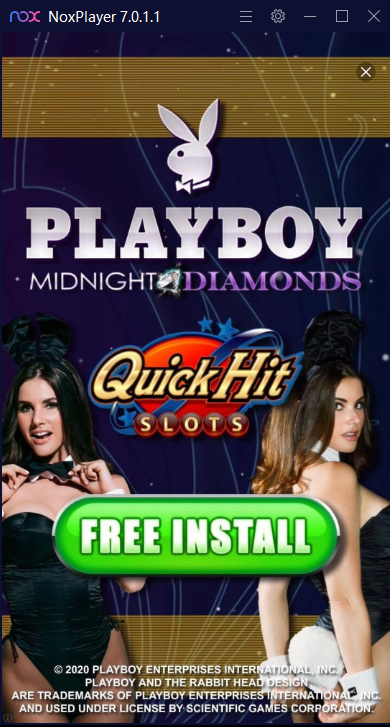 nox NoxPlayer 7.0.1.1
PLAYBOY
MIDNIGHT DIAMONDS
Quick Hit
SLOTS
FREE INSTALL
© 2020 PLAYBOY ENTERPRISES INTERNATIONAL, INC.
PLAYBOY AND THE RABBIT HEAD DESIGN
ARE TRADEMARKS OF PLAYBOY ENTERPRISES INTERNATIONAL, INC.
AND USED UNDER LICENSE BY SCIENTIFIC GAMES CORPORATION.